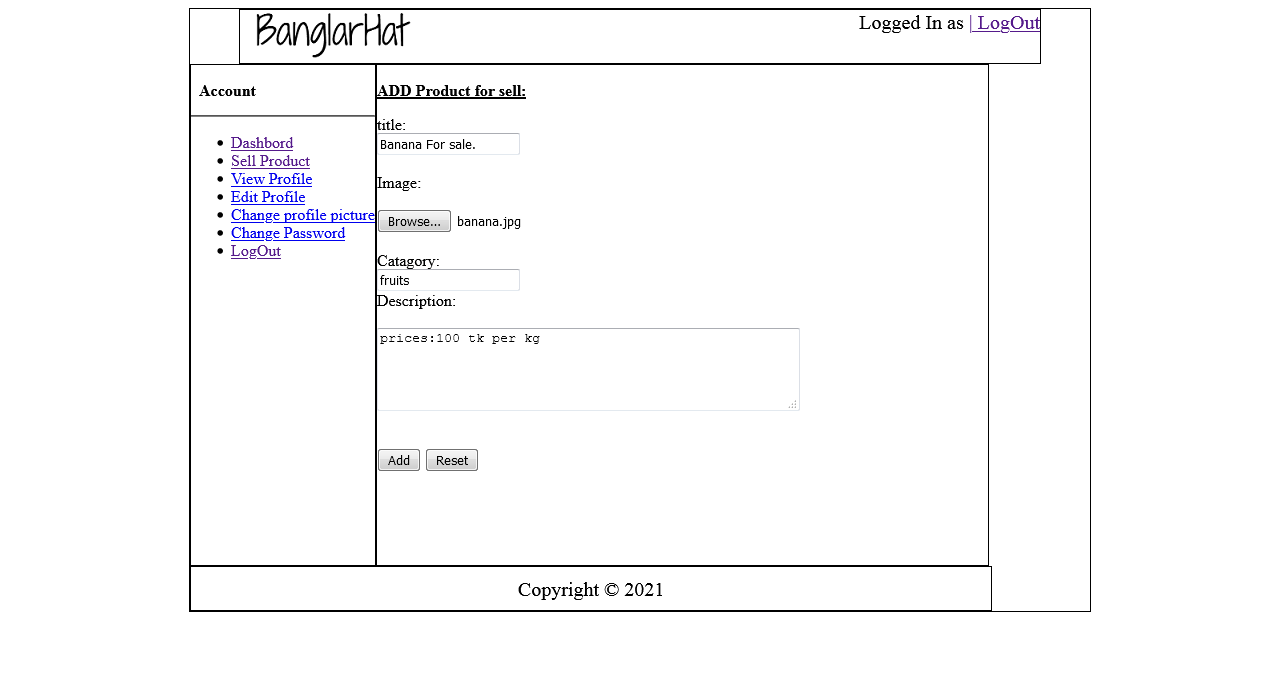 BanglarHat
Logged In as | LogOut
Account
Dashbord
Sell Product
View Profile
Edit Profile
Change profile picture
Change Password
LogOut
ADD Product for sell:
title:
Banana For sale.
Image:
Browse... banana.jpg
Catagory:
fruits
Description:
prices:100 tk per kg
Add Reset
Copyright © 2021